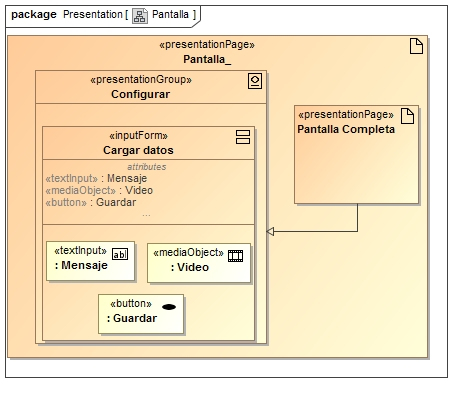 package Presentation [ Pantalla ]
«presentationPage»
Pantalla_
«presentationGroup»
Configurar
«inputForm»
Cargar datos
attributes
«textInput» : Mensaje
«mediaObject» : Video
«button» : Guardar
...
«textInput»
: Mensaje
«mediaObject»
: Video
«button»
: Guardar
«presentationPage»
Pantalla Completa